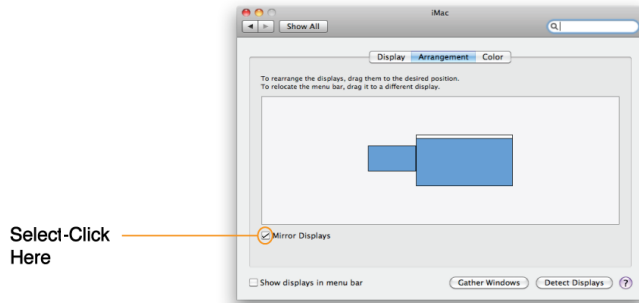 iMac
Show All
Display Arrangement Color
To rearrange the displays, drag them to the desired position.
To relocate the menu bar, drag it to a different display.
Select-Click
Here
Mirror Displays
Show displays in menu bar
Gather Windows
Detect Displays
?